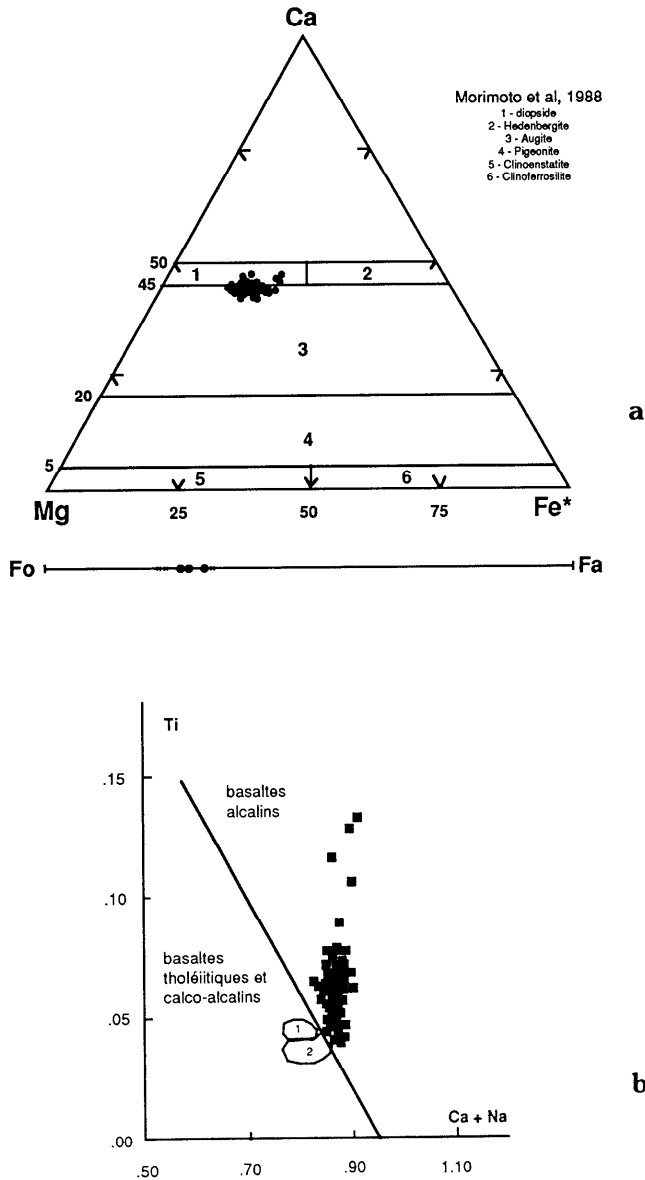 Ca
Morimoto et al, 1988
1 - diopside
2 - Hedenbergite
3 - Augite
4 - Pigeonite
5 - Clinoenstatite
6 - Clinoferrosilite
50
1
2
45
3
20
a
4
5
5
6
Mg
25
50
75
Fe*
Fo
Fa
Ti
.15
basaltes
alcalins
.10
basaltes
tholéiitiques et
calco-alcalins
.05
1
2
b
Ca + Na
.00
.50
.70
.90
1.10